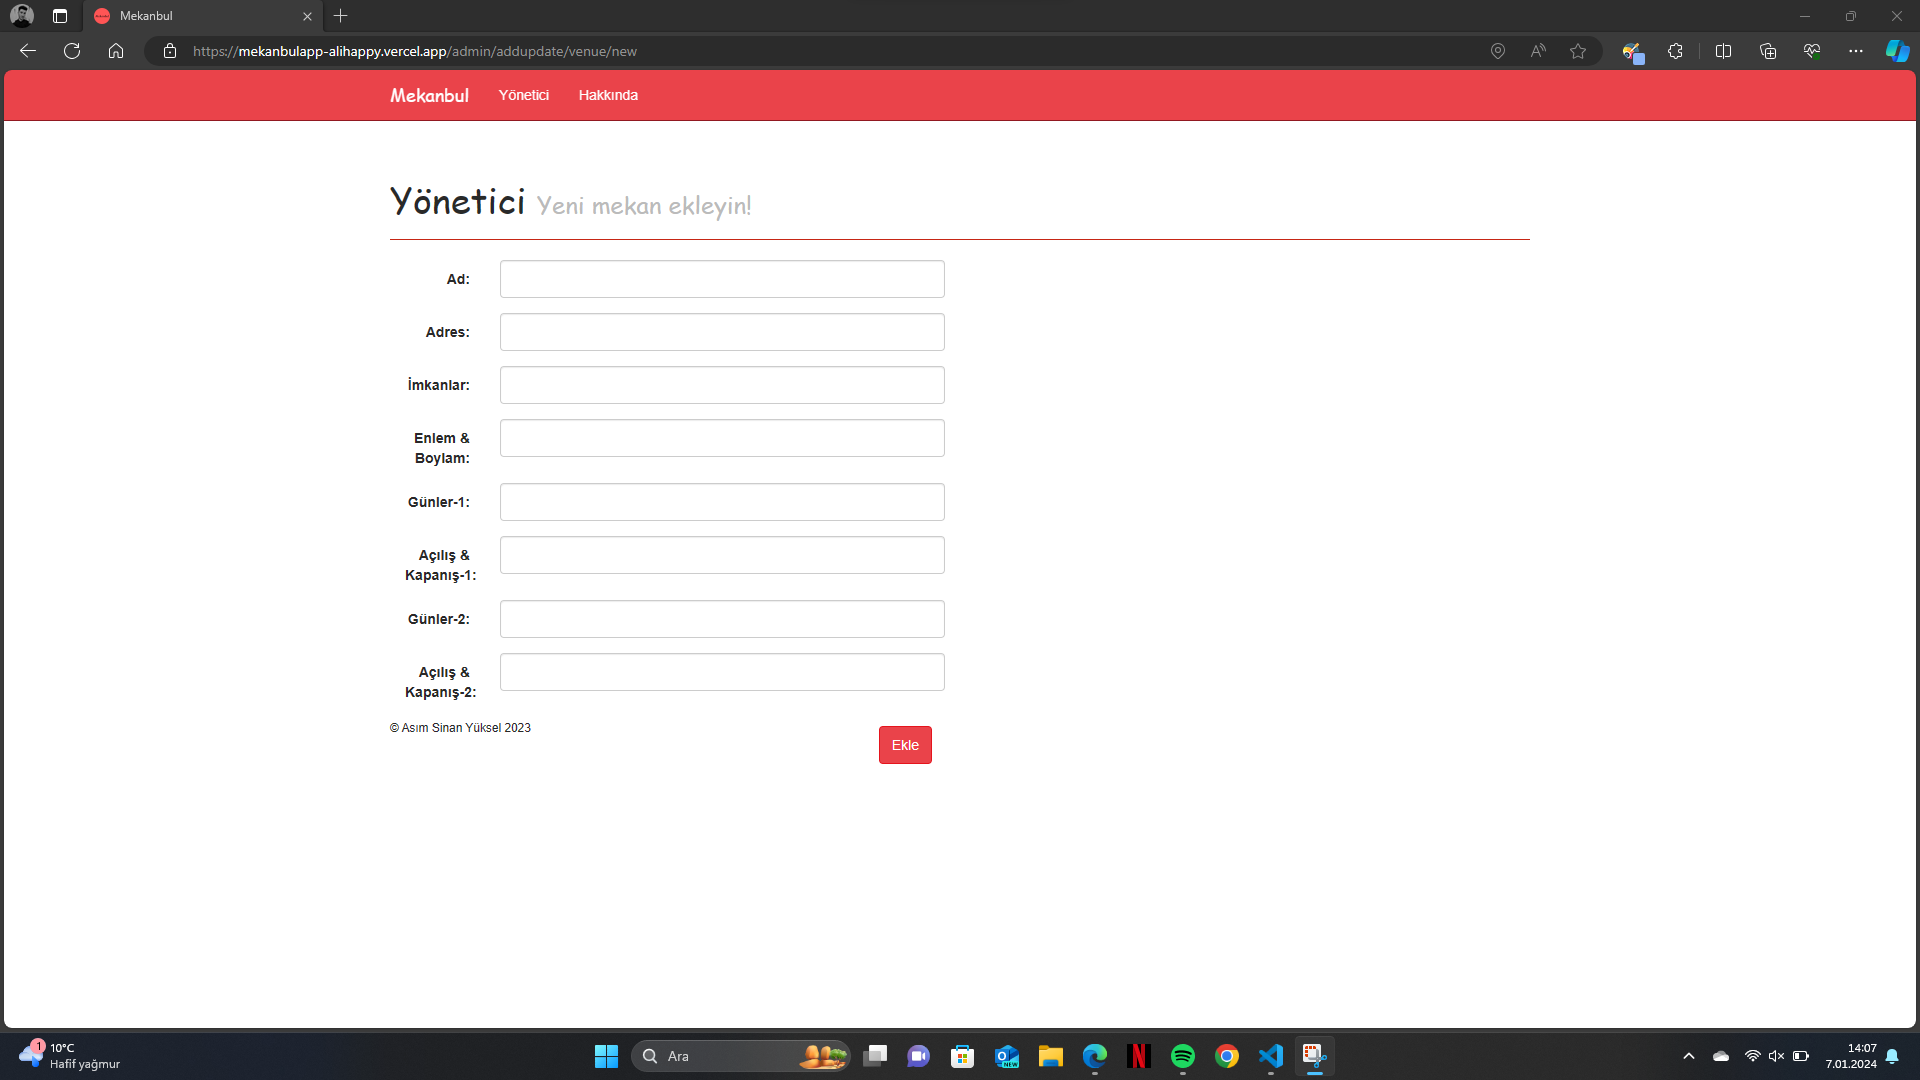 Mekanbul
https://mekanbulapp-alihappy.vercel.app/admin/addupdate/venue/new
Mekanbul Yönetici Hakkında
Yönetici Yeni mekan ekleyin!
Ad:
Adres:
İmkanlar:
Enlem &
Boylam:
Günler-1:
Açılış &
Kapanış-1:
Günler-2:
Açılış &
Kapanış-2:
© Asım Sinan Yüksel 2023
Ekle
1
10°C
Hafif yağmur
Ara
NEW
14:07
7.01.2024